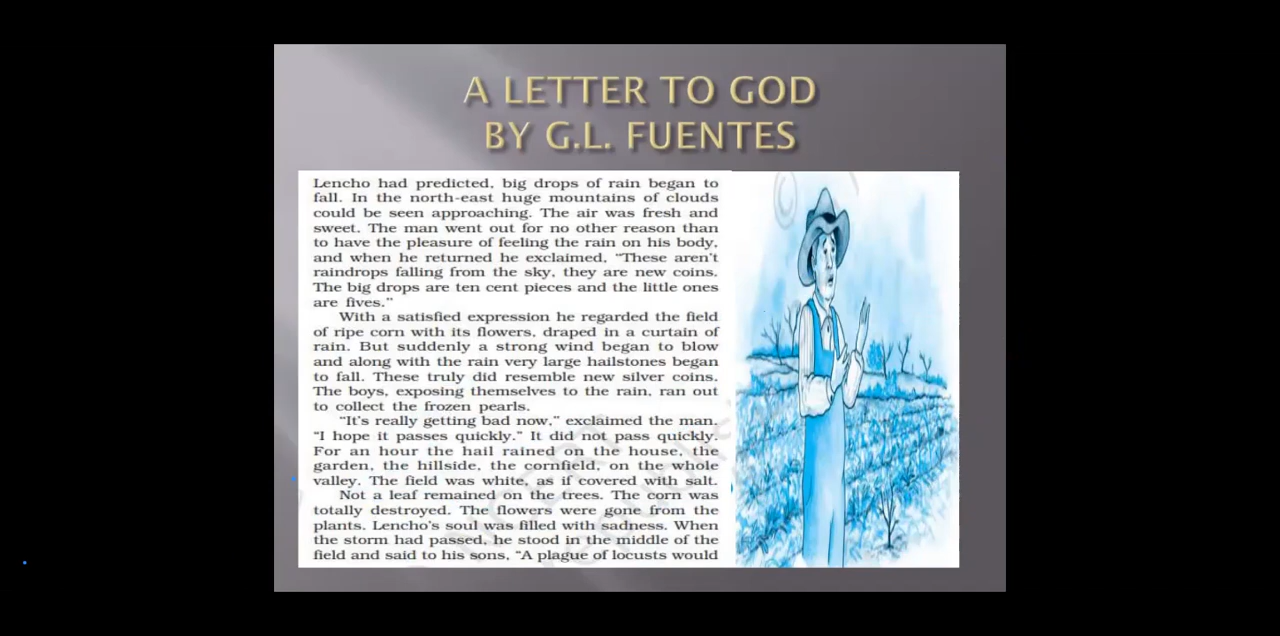 A LETTER TO GOD
BY G.L. FUENTES
Lencho had predicted, big drops of rain began to
fall. In the north-east huge mountains of clouds
could be seen approaching. The air was fresh and
sweet. The man went out for no other reason than
to have the pleasure of feeling the rain on his body,
and when he returned he exclaimed, “These aren’t
raindrops falling from the sky, they are new coins.
The big drops are ten cent pieces and the little ones
are fives.”
With a satisfied expression he regarded the field
of ripe corn with its flowers, draped in a curtain of
rain. But suddenly a strong wind began to blow
and along with the rain very large hailstones began
to fall. These truly did resemble new silver coins.
The boys, exposing themselves to the rain, ran out
to collect the frozen pearls.
“It’s really getting bad now,” exclaimed the man.
“I hope it passes quickly.” It did not pass quickly.
For an hour the hail rained on the house, the
garden, the hillside, the cornfield, on the whole
valley. The field was white, as if covered with salt.
Not a leaf remained on the trees. The corn was
totally destroyed. The flowers were gone from the
plants. Lencho’s soul was filled with sadness. When
the storm had passed, he stood in the middle of the
field and said to his sons, “A plague of locusts would